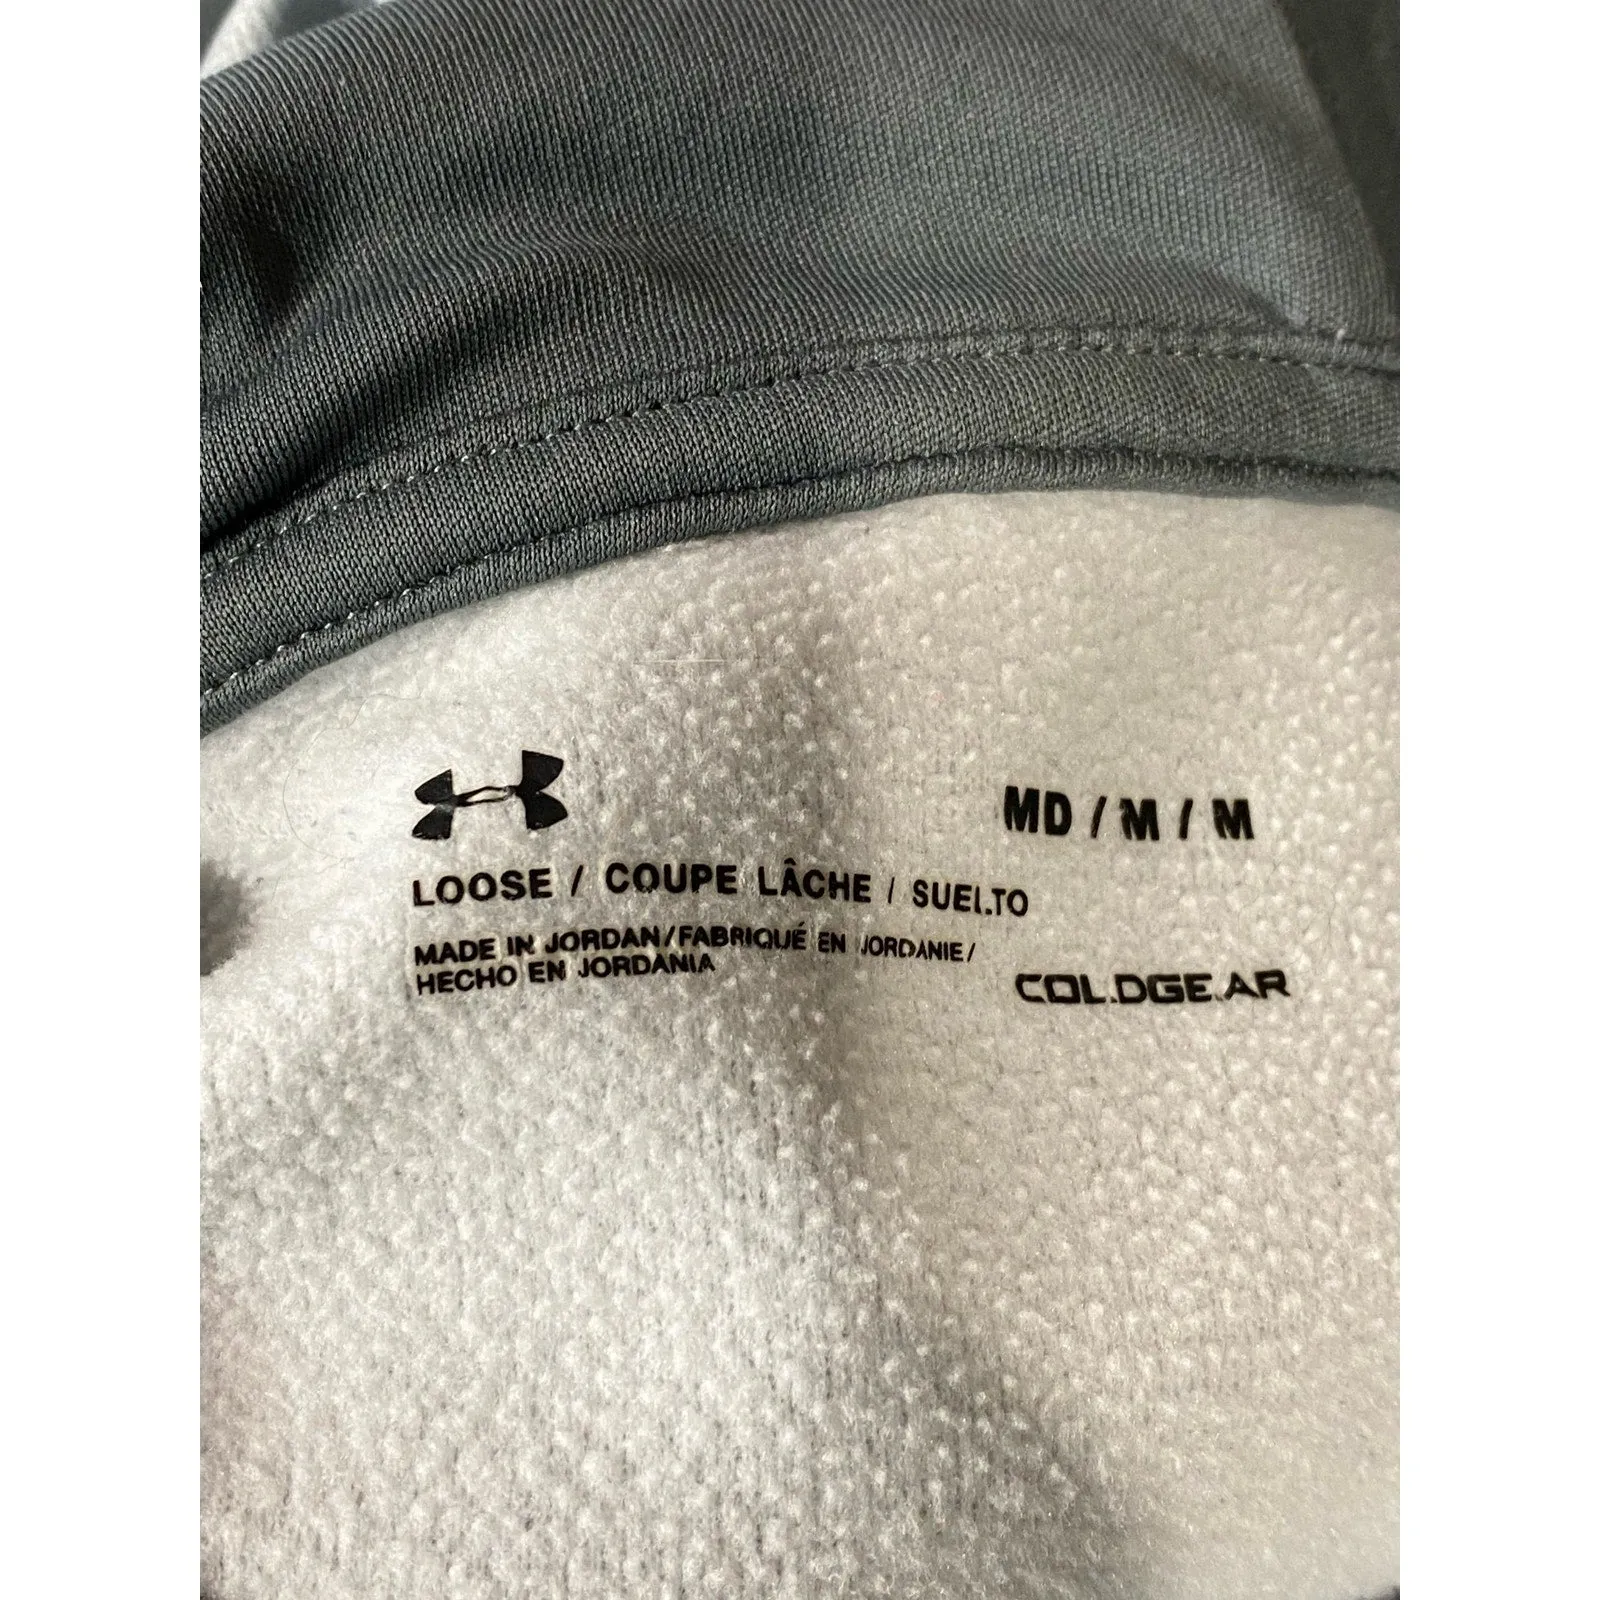 MD / M / M
LOOSE / COUPE LÂCHE / SUELTO
MADE IN JORDAN/FABRIQUÉ EN JORDANIE/
HECHO EN JORDANIA
COLDGEAR